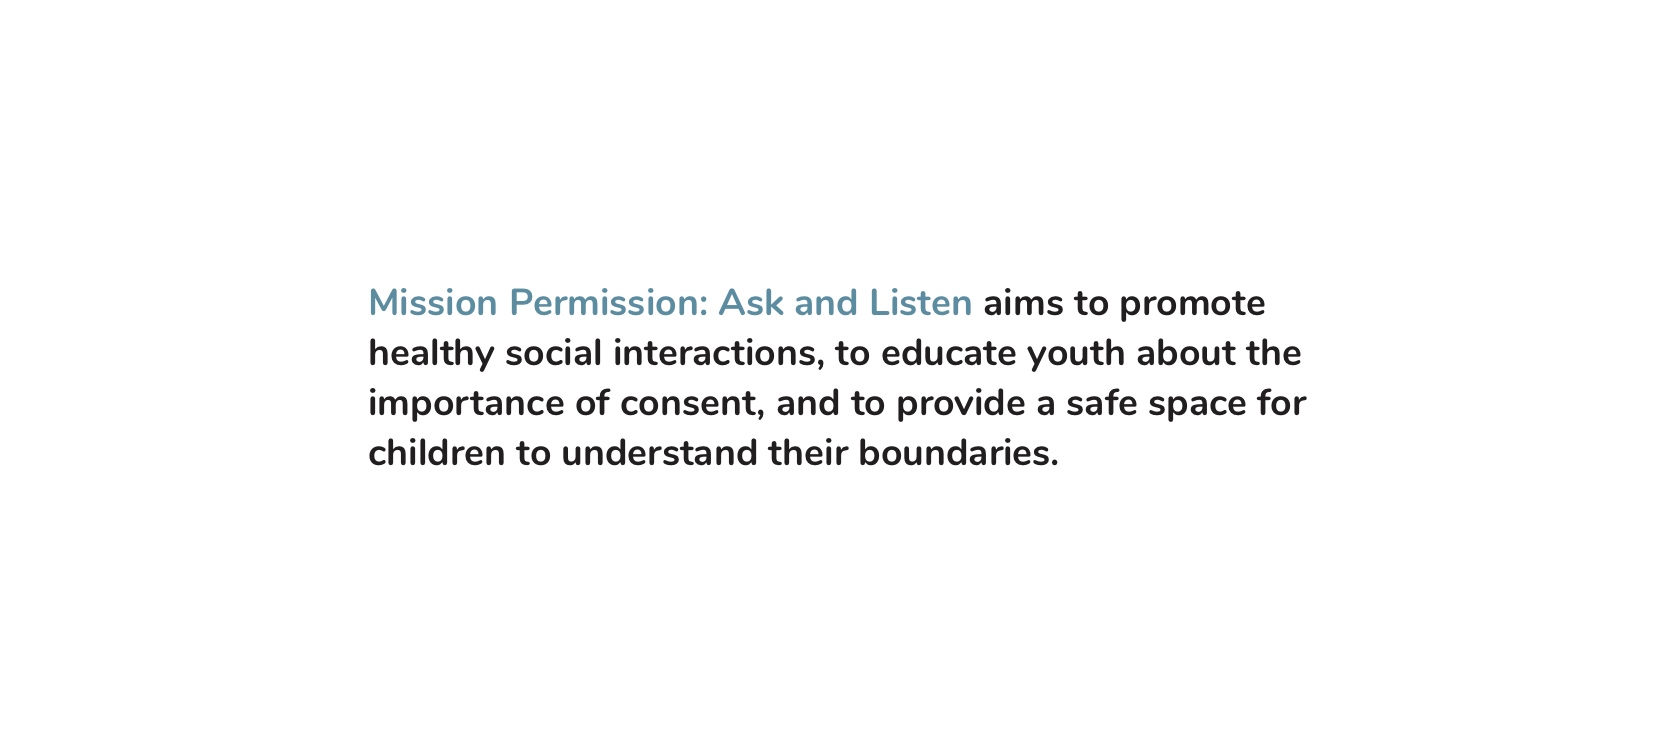 Mission Permission: Ask and Listen aims to promote
healthy social interactions, to educate youth about the
importance of consent, and to provide a safe space for
children to understand their boundaries.